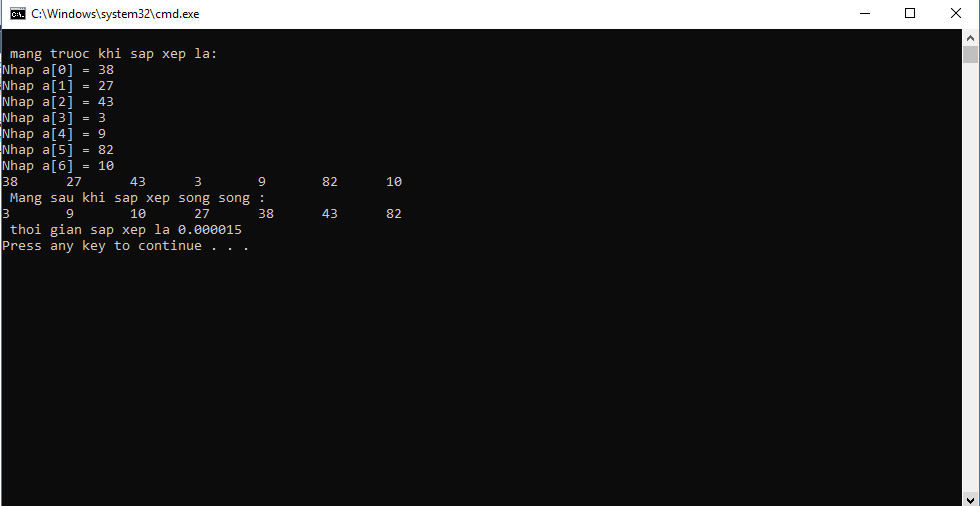 C:\Windows\system32\cmd.exe
mang truoc khi sap xep la:
Nhap a[0] = 38
Nhap a[1] = 27
Nhap a[2] = 43
Nhap a[3] = 3
Nhap a[4] = 9
Nhap a[5] = 82
Nhap a[6] = 10
38 27 43 3 9 82 10
Mang sau khi sap xep song song :
3 9 10 27 38 43 82
thoi gian sap xep la 0.000015
Press any key to continue . . .